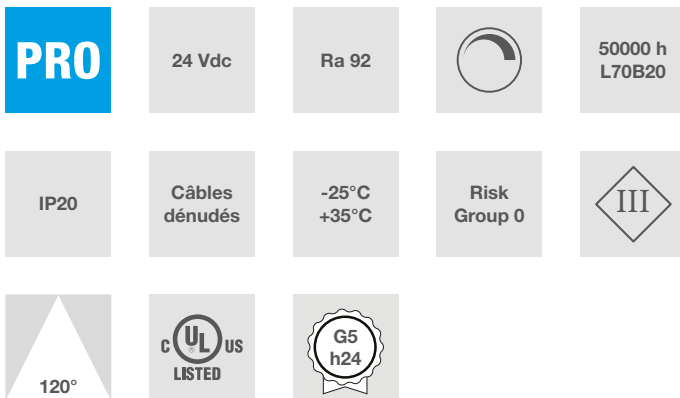 PRO
24 Vdc
Ra 92
50000 h
L70B20
IP20
Câbles
dénudés
-25°C
+35°C
Risk
Group 0
III
120°
C UL US
®
LISTED
G5
h24